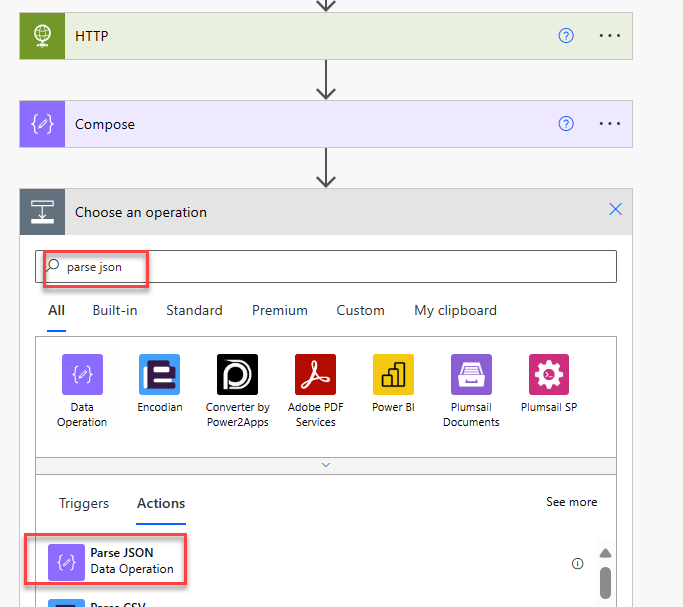 HTTP
Compose
Choose an operation
parse json
All Built-in Standard Premium Custom My clipboard
Data Operation
Encodian
Converter by Power2Apps
Adobe PDF Services
Power BI
Plumsail Documents
Plumsail SP
Triggers Actions See more
Parse JSON
Data Operation
Parse CSV